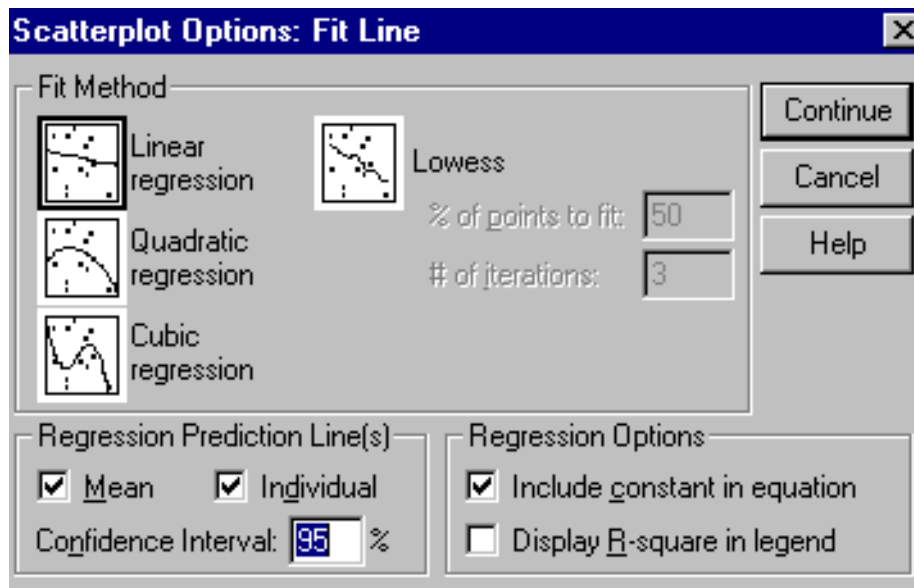 Scatterplot Options: Fit Line
Fit Method
Linear
regression
Quadratic
regression
Cubic
regression
Lowess
% of points to fit: 50
# of iterations: 3
Continue
Cancel
Help
Regression Prediction Line(s)
Mean
Individual
Confidence Interval: 95 %
Regression Options
Include constant in equation
Display R-square in legend